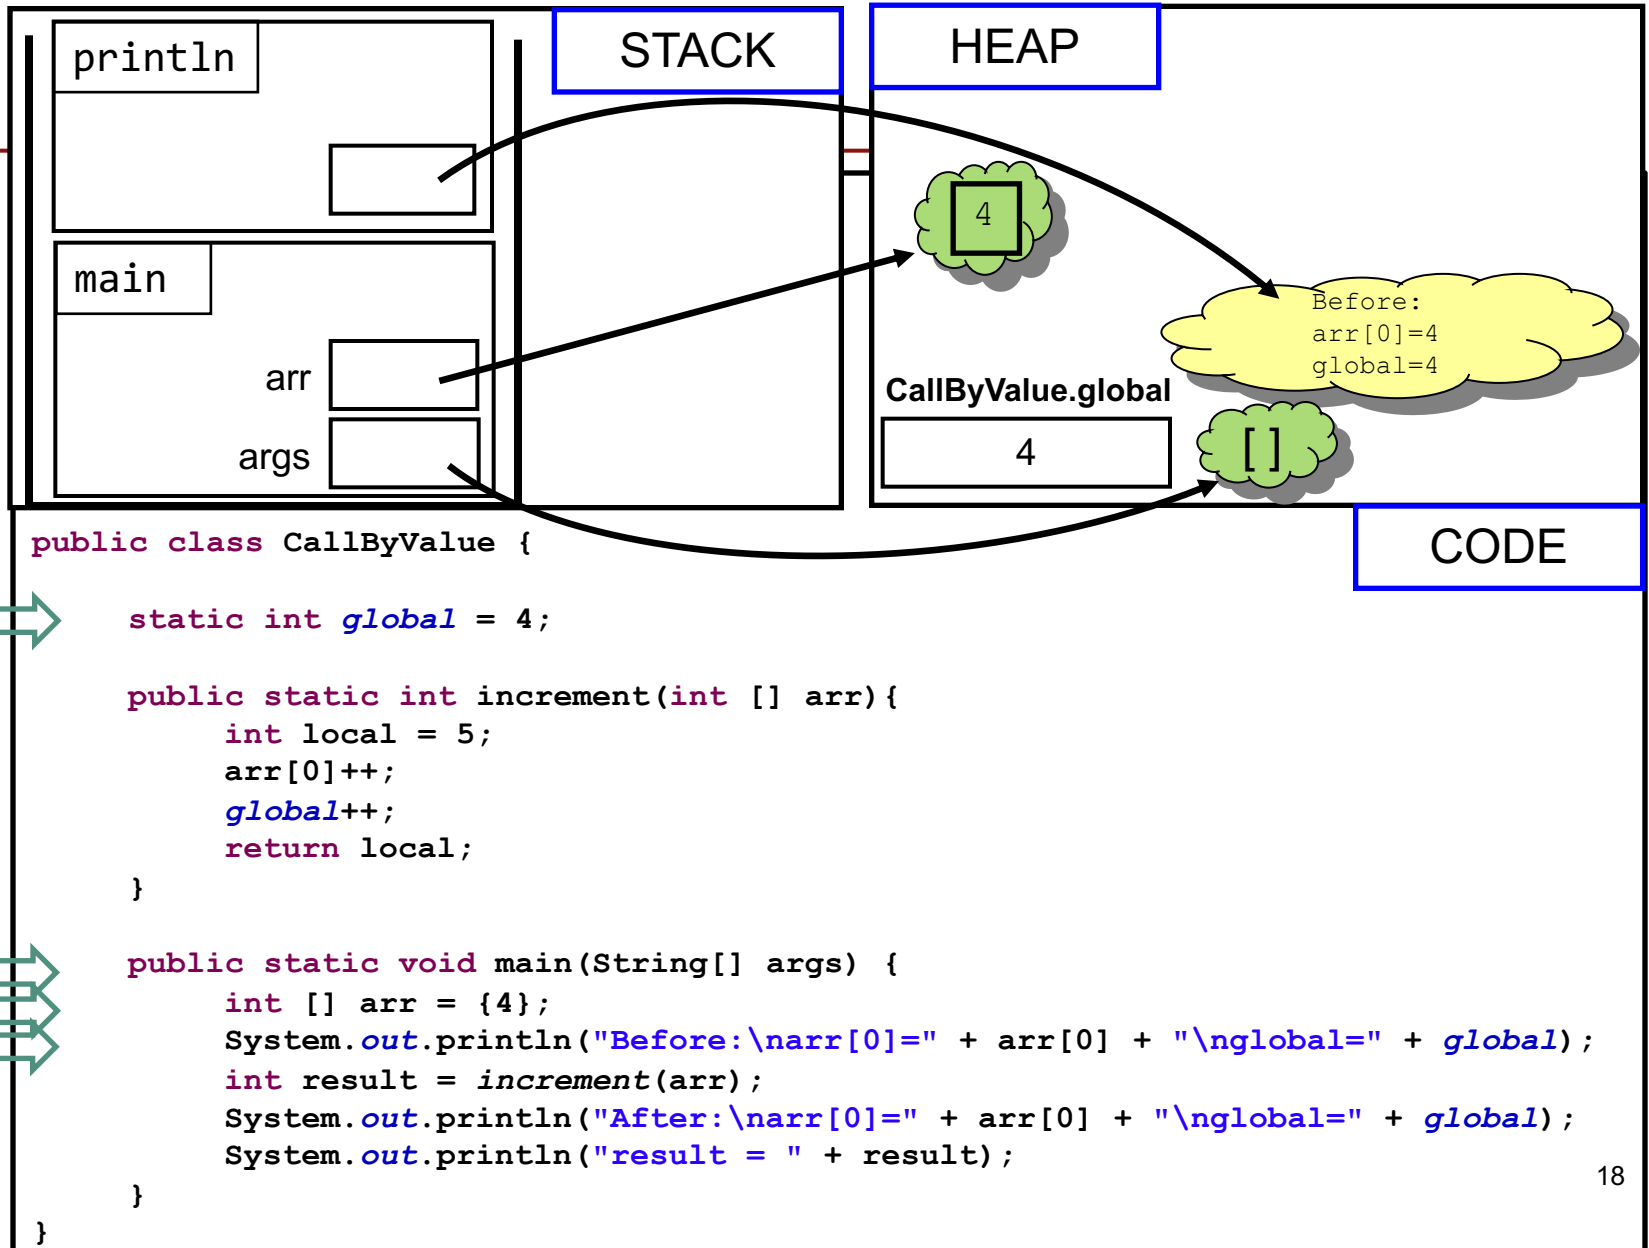 println
STACK
HEAP
4
main
Before:
arr[0]=4
global=4
arr
CallByValue.global
args
4
[]
CODE
public class CallByValue {
static int global = 4;
public static int increment(int [] arr){
int local = 5;
arr[0]++;
global++;
return local;
}
public static void main(String[] args) {
int [] arr = {4};
System.out.println("Before:\narr[0]=" + arr[0] + "\nglobal=" + global);
int result = increment(arr);
System.out.println("After:\narr[0]=" + arr[0] + "\nglobal=" + global);
System.out.println("result = " + result);
}
}
18